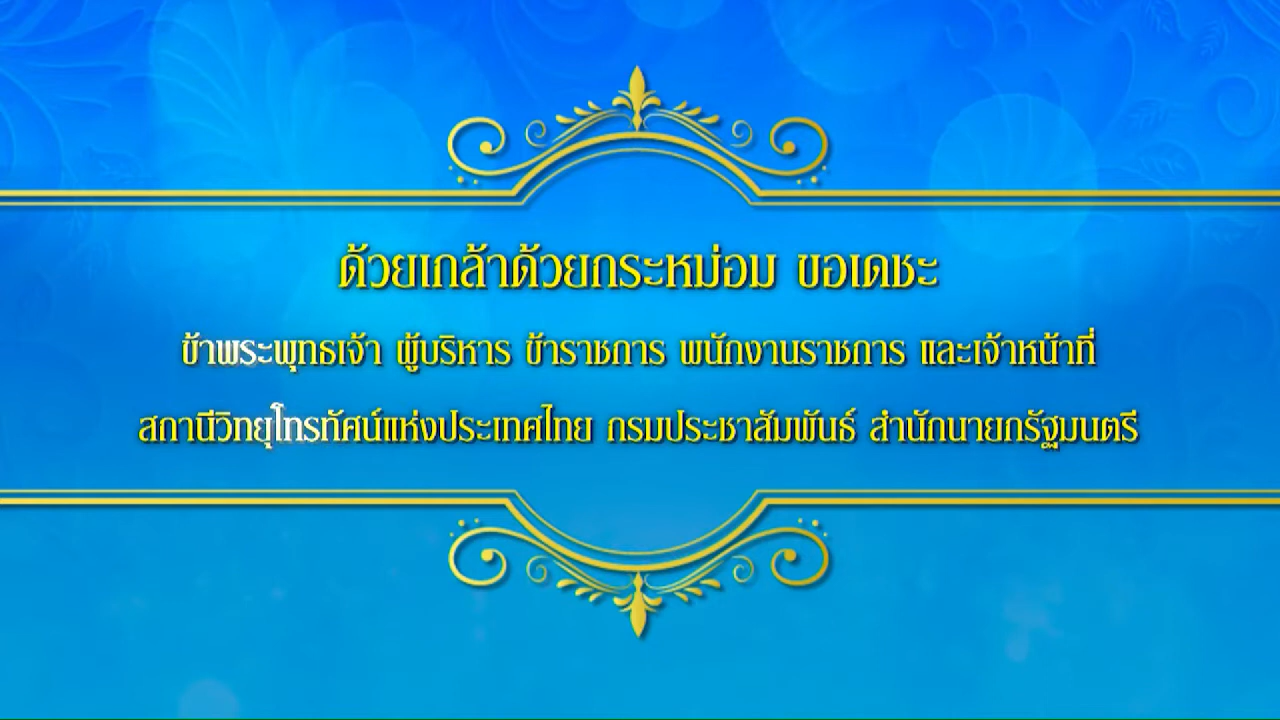 ด้วยเกล้าด้วยกระหม่อม ขอเดชะ
ข้าพระพุทธเจ้า ผู้บริหาร ข้าราชการ พนักงานราชการ และเจ้าหน้าที่
สถานีวิทยุโทรทัศน์แห่งประเทศไทย กรมประชาสัมพันธ์ สำนักนายกรัฐมนตรี